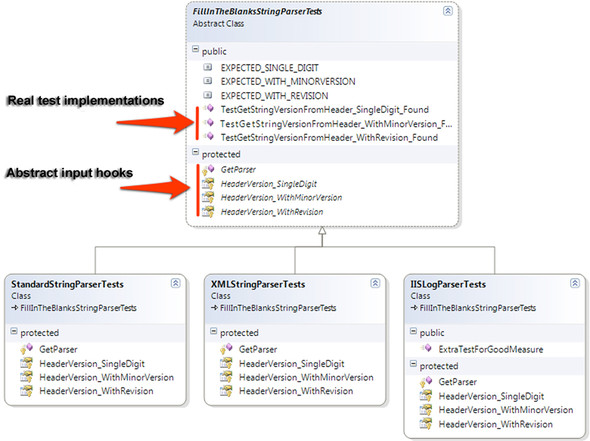 FillInTheBlanksStringParserTests
Abstract Class
public
EXPECTED_SINGLE_DIGIT
EXPECTED_WITH_MINORVERSION
EXPECTED_WITH_REVISION
Real test implementations
TestGetStringVersionFromHeader_SingleDigit_Found
TestGetStringVersionFromHeader_WithMinorVersion_F...
TestGetStringVersionFromHeader_WithRevision_Found
protected
Abstract input hooks
GetParser
HeaderVersion_SingleDigit
HeaderVersion_WithMinorVersion
HeaderVersion_WithRevision
StandardStringParserTests
Class
FillInTheBlanksStringParserTests
protected
GetParser
HeaderVersion_SingleDigit
HeaderVersion_WithMinorVersion
HeaderVersion_WithRevision
XMLStringParserTests
Class
FillInTheBlanksStringParserTests
protected
GetParser
HeaderVersion_SingleDigit
HeaderVersion_WithMinorVersion
HeaderVersion_WithRevision
IISLogParserTests
Class
FillInTheBlanksStringParserTests
public
ExtraTestForGoodMeasure
protected
GetParser
HeaderVersion_SingleDigit
HeaderVersion_WithMinorVersion
HeaderVersion_WithRevision